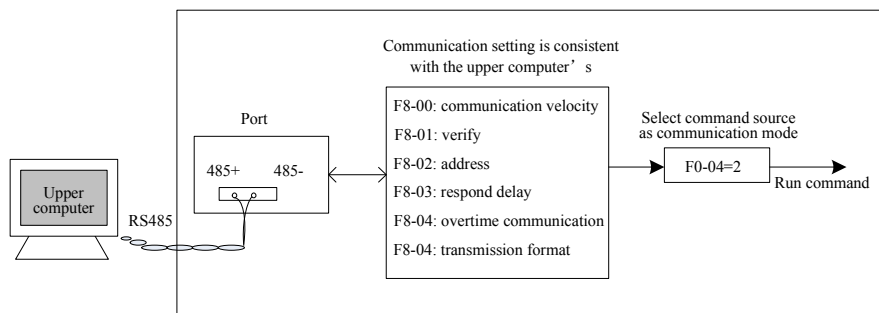 Communication setting is consistent
with the upper computer’s
F8-00: communication velocity
F8-01: verify
F8-02: address
F8-03: respond delay
F8-04: overtime communication
F8-04: transmission format
Port
485+ 485-
Upper
computer
RS485
Select command source
as communication mode
F0-04=2
Run command